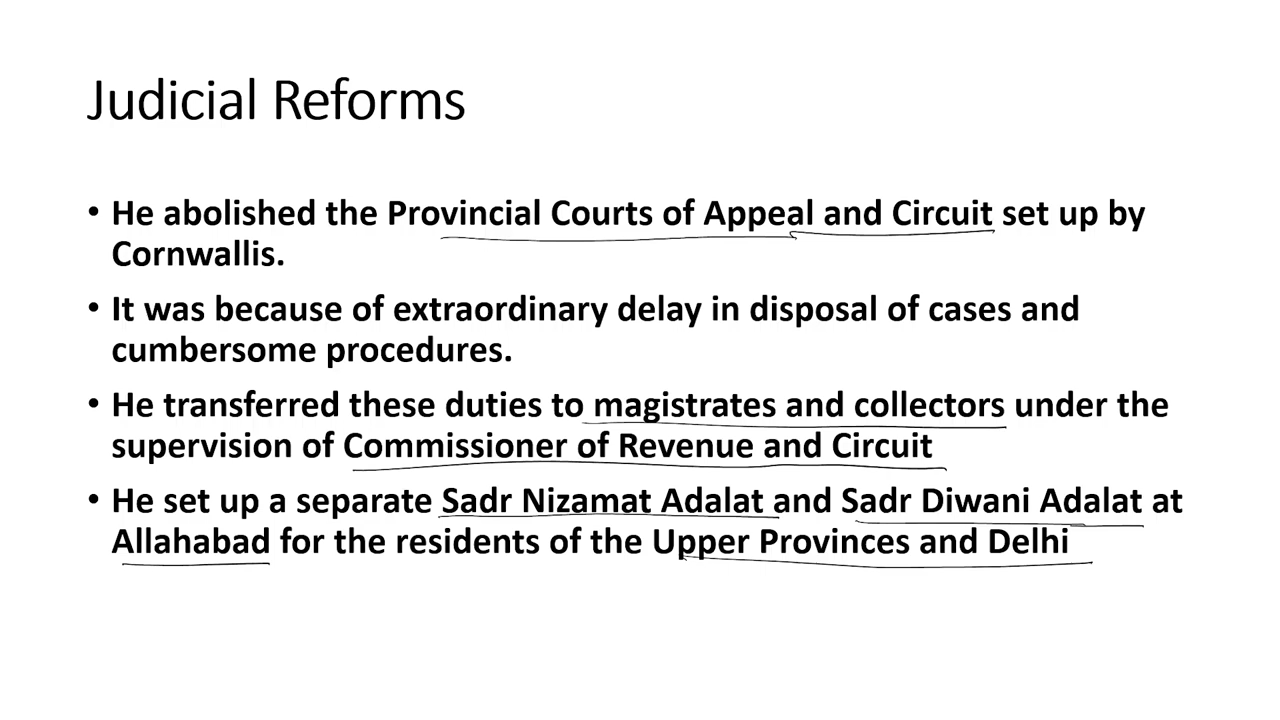 Judicial Reforms
• He abolished the Provincial Courts of Appeal and Circuit set up by
Cornwallis.
• It was because of extraordinary delay in disposal of cases and
cumbersome procedures.
• He transferred these duties to magistrates and collectors under the
supervision of Commissioner of Revenue and Circuit
• He set up a separate Sadr Nizamat Adalat and Sadr Diwani Adalat at
Allahabad for the residents of the Upper Provinces and Delhi